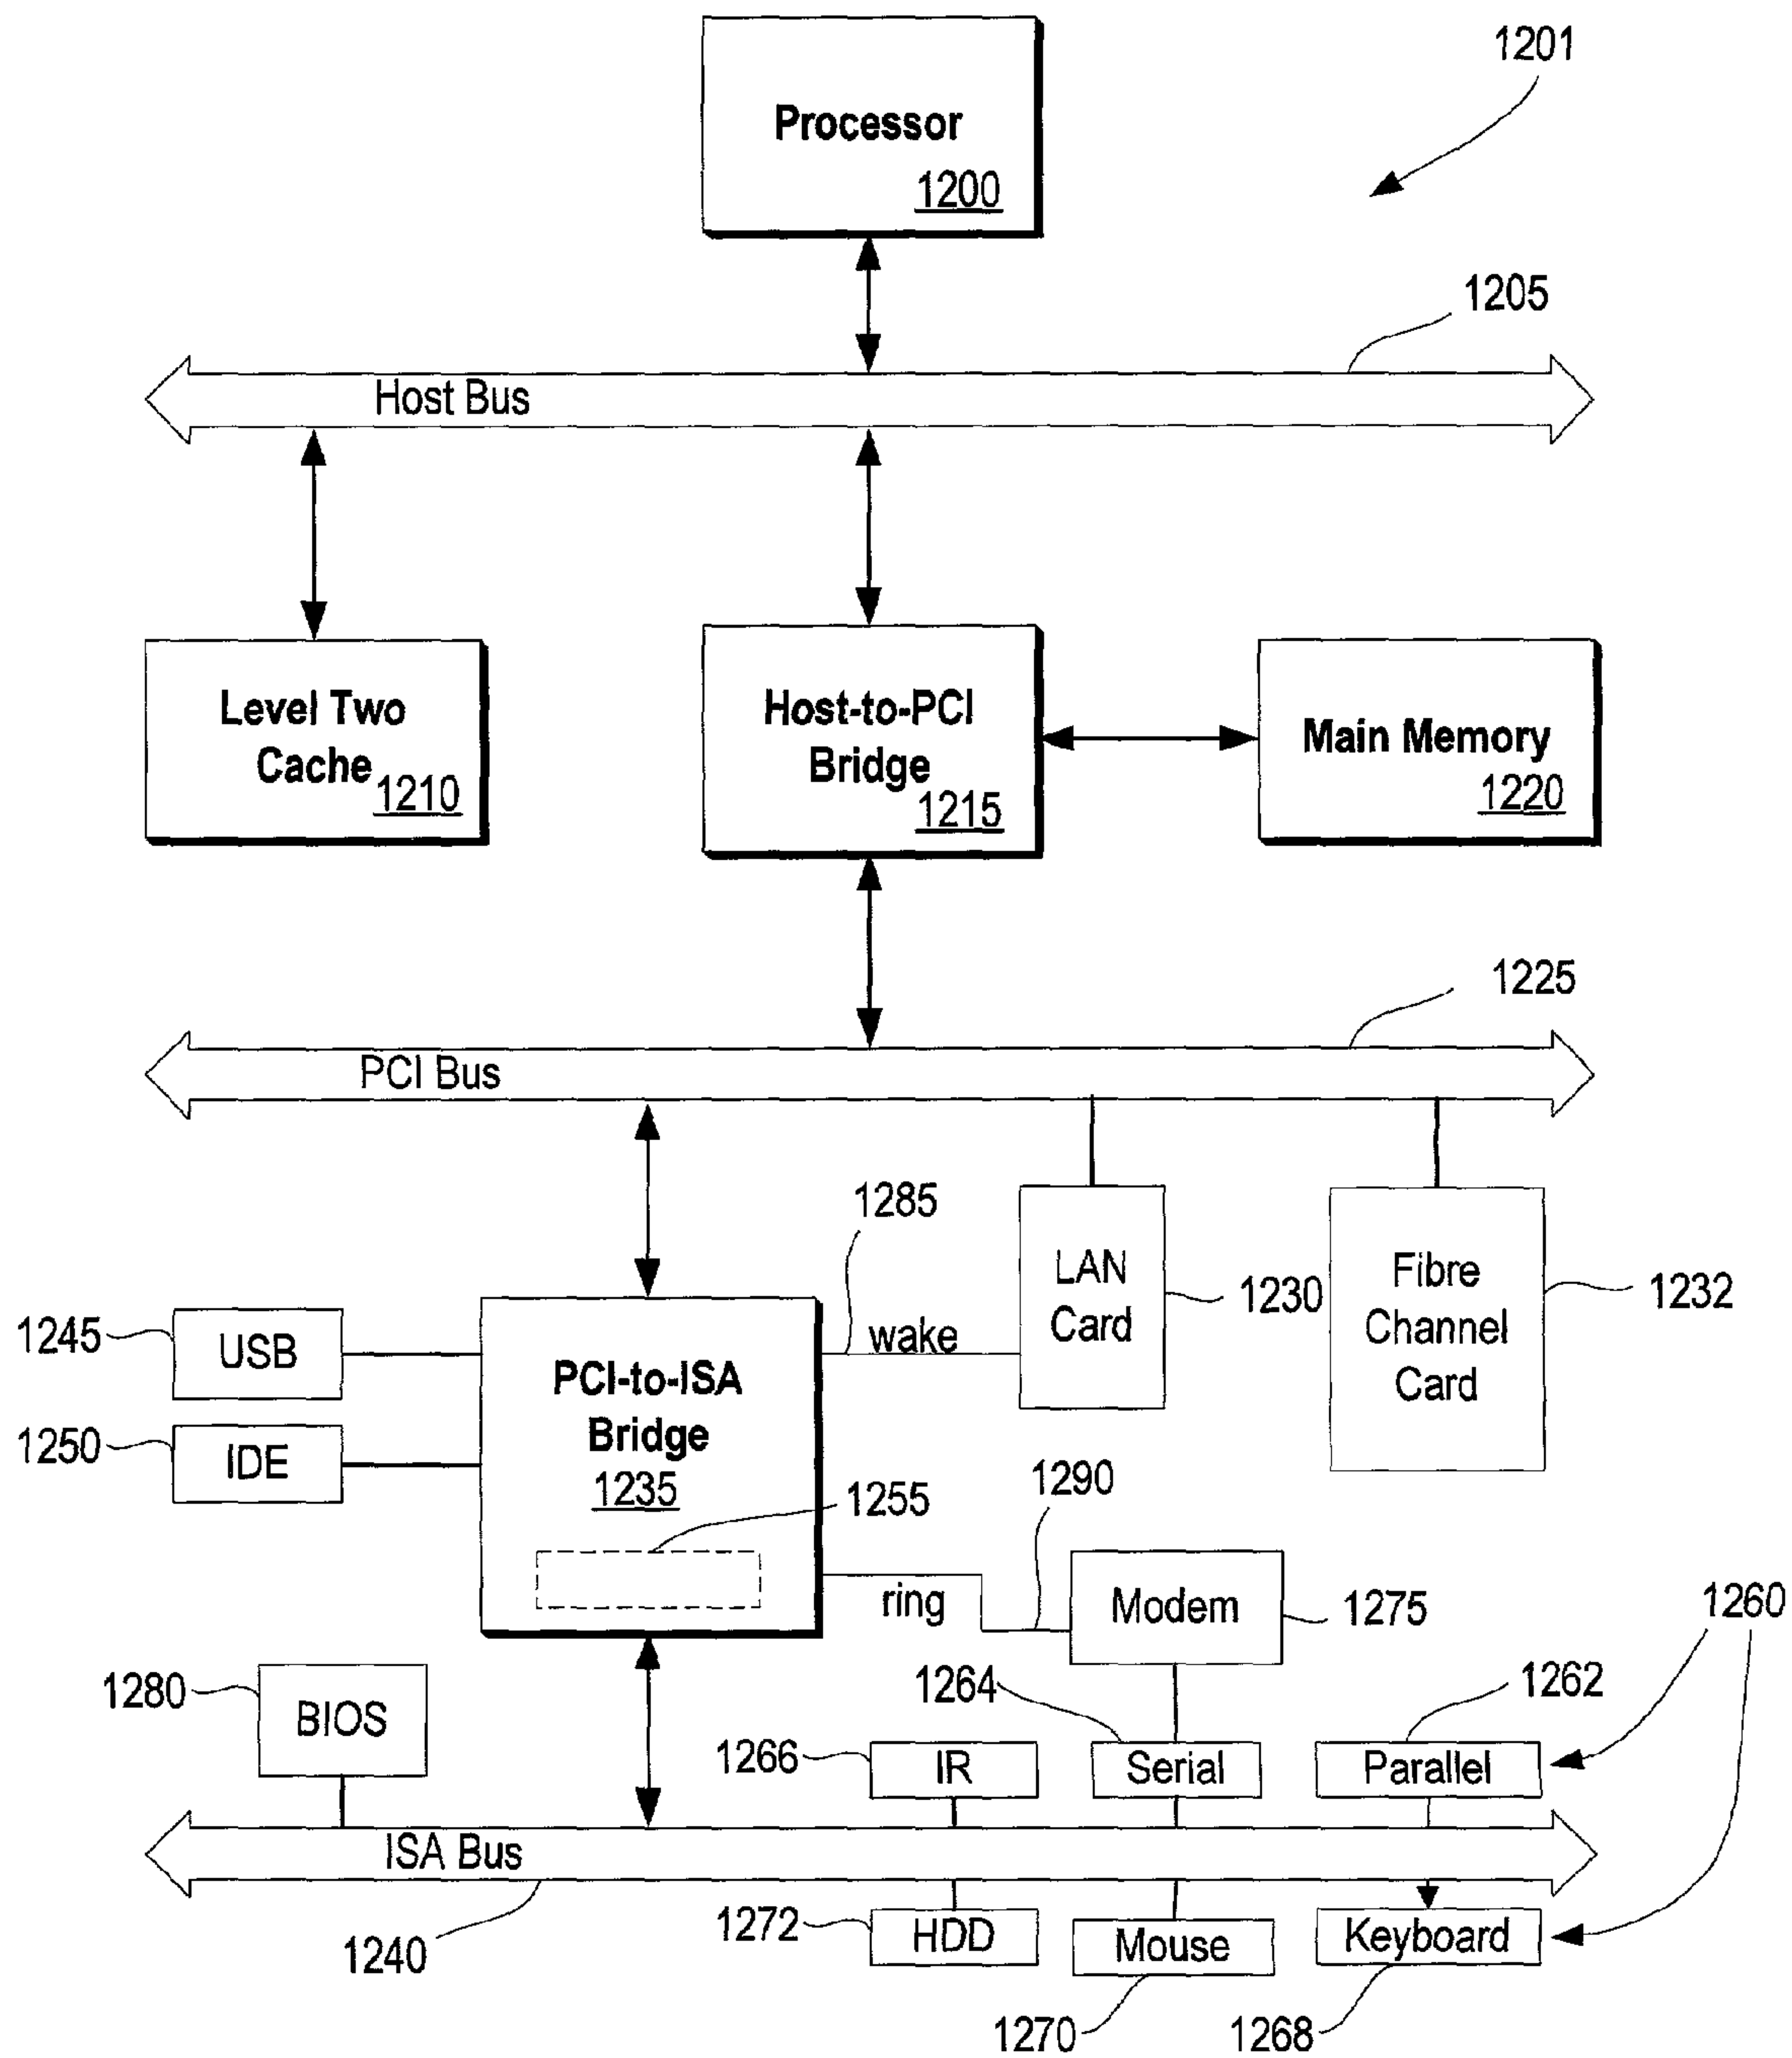 1201
Processor
1200
1205
Host Bus
Level Two
Cache
1210
Host-to-PCI
Bridge
1215
Main Memory
1220
1225
PCI Bus
1285
LAN
Card
1230
Fibre
Channel
Card
1232
wake
1245
USB
PCI-to-ISA
Bridge
1235
1250
IDE
1255
1290
ring
Modem
1275
1260
1280
BIOS
1264
1262
1266
IR
Serial
Parallel
ISA Bus
1240
1272
HDD
Mouse
Keyboard
1270
1268